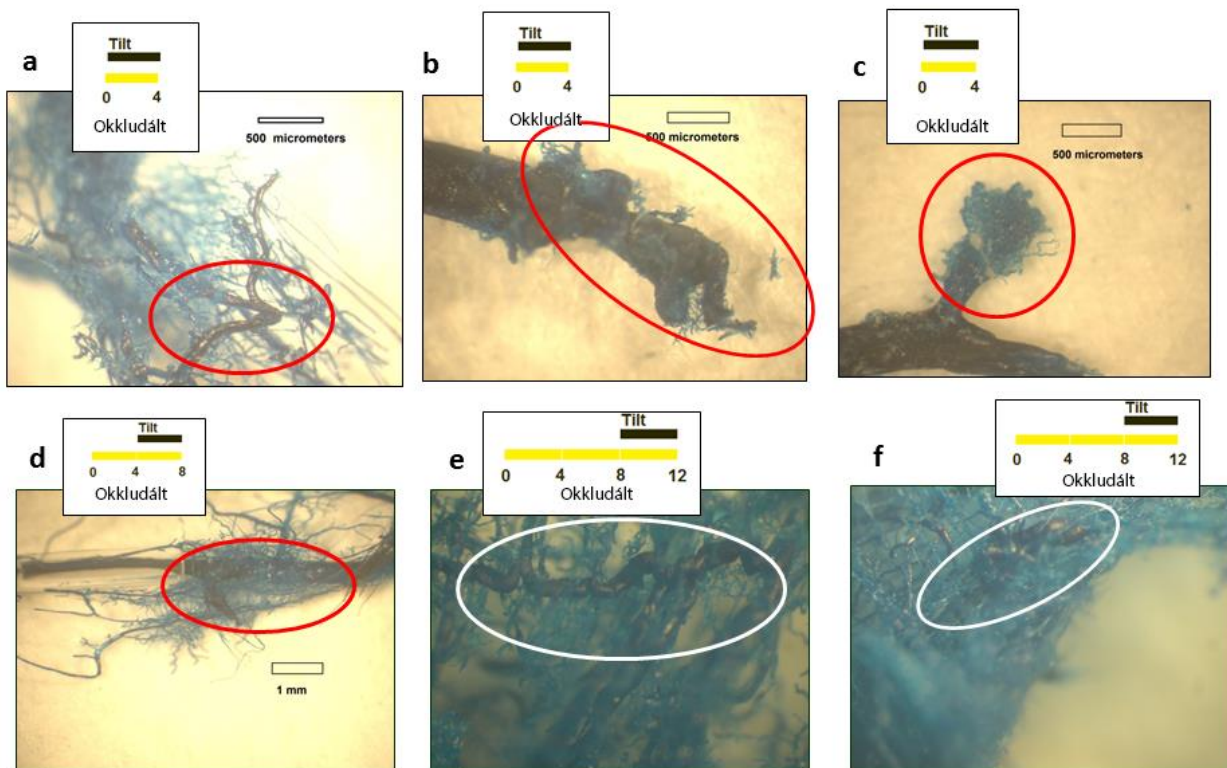 a
Tilt
0 4
Okkludált
500 micrometers
b
Tilt
0 4
Okkludált
500 micrometers
c
Tilt
0 4
Okkludált
500 micrometers
d
Tilt
0 4 8
Okkludált
1 mm
e
Tilt
0 4 8 12
Okkludált
f
Tilt
0 4 8 12
Okkludált